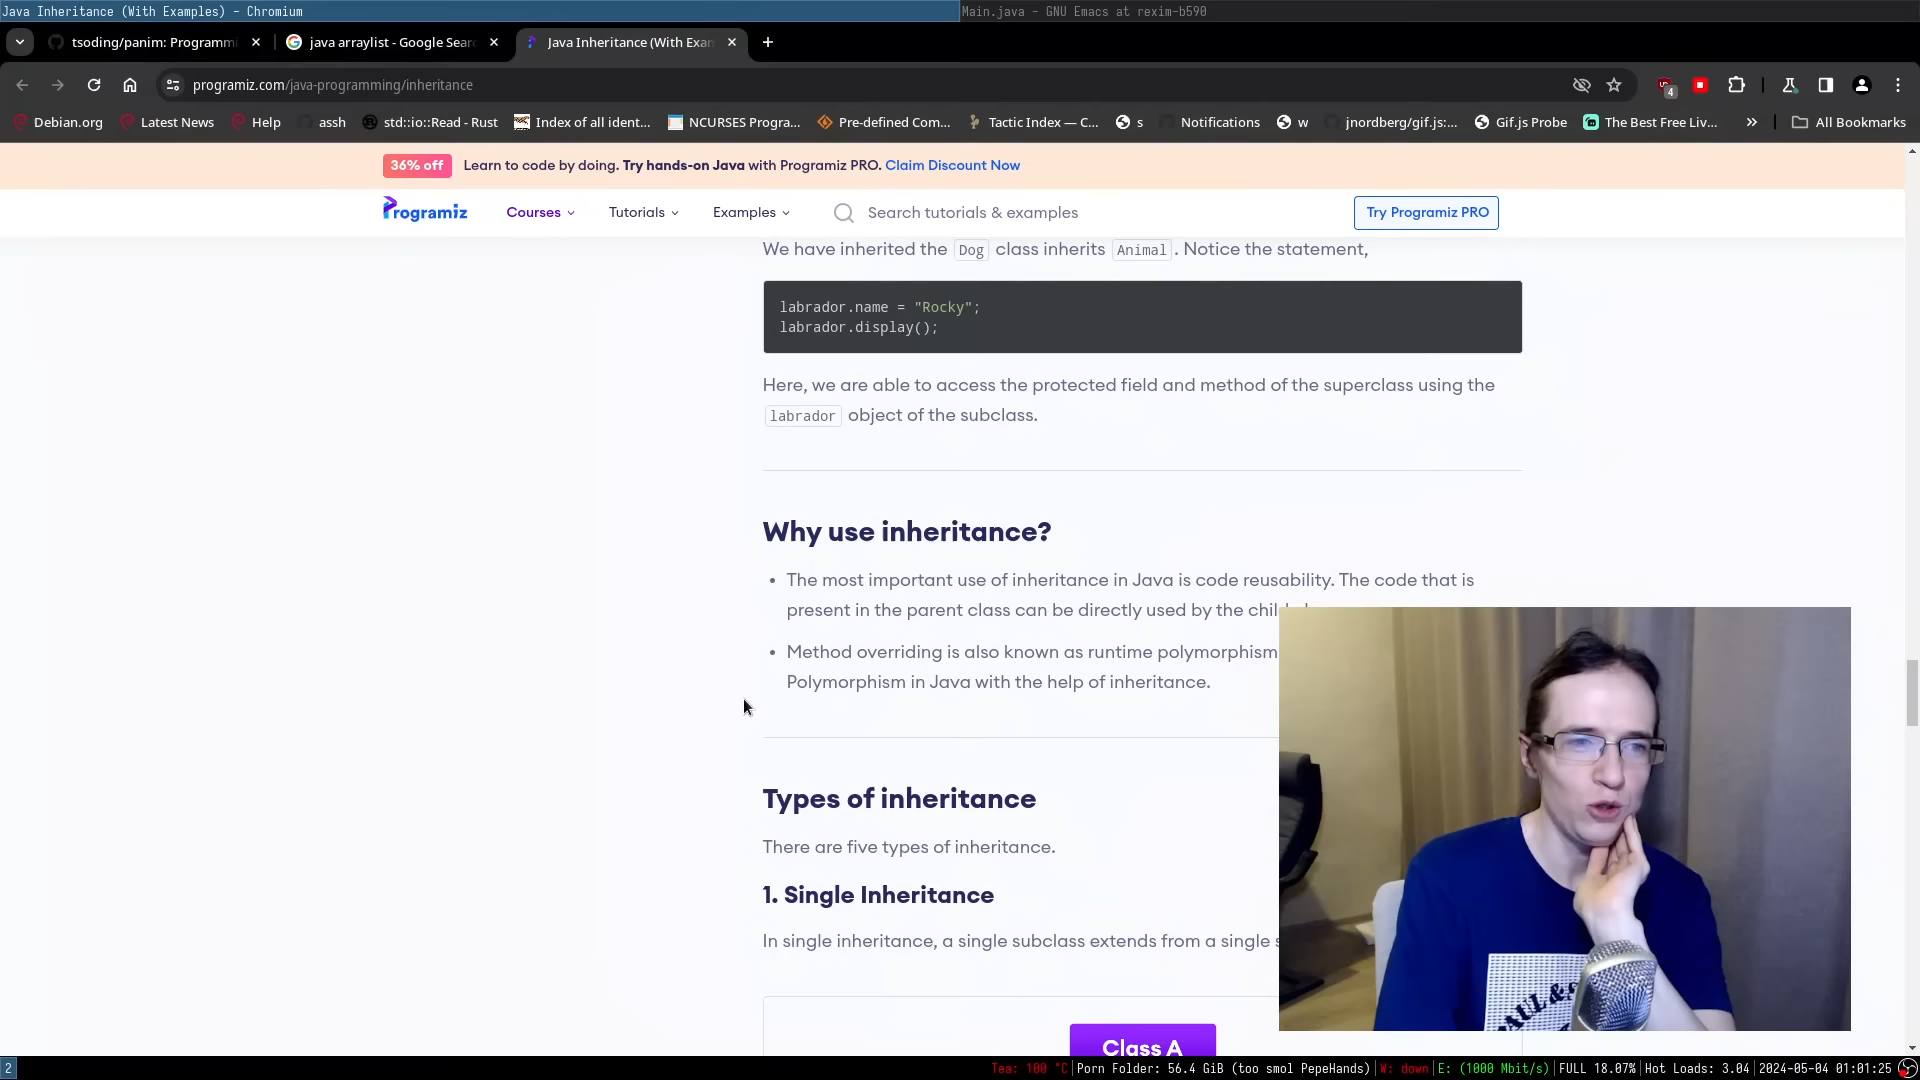 Java Inheritance (With Examples) - Chromium
Main.java - GNU Emacs at rexim-b590
tsoding/panim: Programmi
java arraylist - Google Sear
Java Inheritance (With Exam
programiz.com/java-programming/inheritance
4
Debian.org
Latest News
Help
assh
std::io::Read - Rust
Index of all ident...
NCURSES Progra...
Pre-defined Com...
Tactic Index — C...
s
Notifications
w
jnordberg/gif.js:...
Gif.js Probe
The Best Free Liv...
All Bookmarks
36% off Learn to code by doing. Try hands-on Java with Programiz PRO. Claim Discount Now
Programiz
Courses
Tutorials
Examples
Search tutorials & examples
Try Programiz PRO
We have inherited the Dog class inherits Animal. Notice the statement,
labrador.name = "Rocky";
labrador.display();
Here, we are able to access the protected field and method of the superclass using the
labrador object of the subclass.
Why use inheritance?
• The most important use of inheritance in Java is code reusability. The code that is
present in the parent class can be directly used by the child
• Method overriding is also known as runtime polymorphism
Polymorphism in Java with the help of inheritance.
Types of inheritance
There are five types of inheritance.
1. Single Inheritance
In single inheritance, a single subclass extends from a single s
Class A
2
Tea: 100 °C|Porn Folder: 56.4 GiB (too smol PepeHands)|W: down|E: (1000 Mbit/s)|FULL 18.07%|Hot Loads: 3.04|2024-05-04 01:01:25